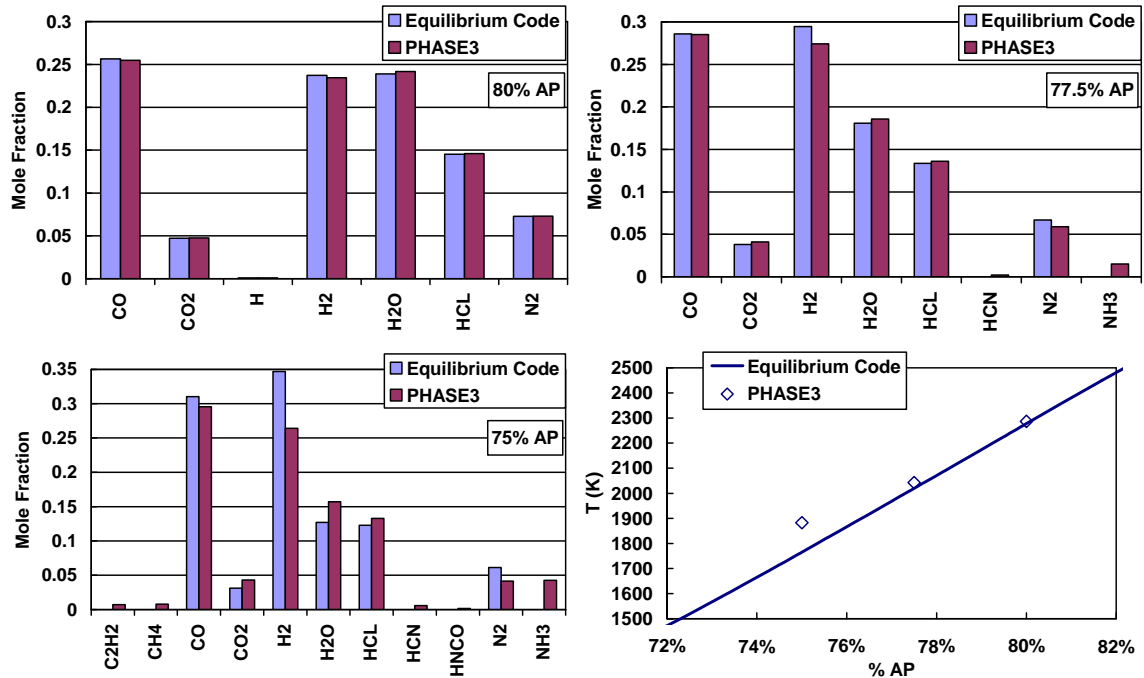 0.3
0.25
0.2
0.15
0.1
0.05
0
Mole Fraction
Equilibrium Code
PHASE3
80% AP
CO
CO2
H
H2
H2O
HCL
N2
0.3
0.25
0.2
0.15
0.1
0.05
0
Mole Fraction
Equilibrium Code
PHASE3
77.5% AP
CO
CO2
H2
H2O
HCL
HCN
N2
NH3
0.35
0.3
0.25
0.2
0.15
0.1
0.05
0
Mole Fraction
Equilibrium Code
PHASE3
75% AP
C2H2
CH4
CO
CO2
H2
H2O
HCL
HCN
HNCO
N2
NH3
Equilibrium Code
PHASE3
2500
2400
2300
2200
2100
2000
1900
1800
1700
1600
1500
T (K)
72%
74%
76%
78%
80%
82%
% AP